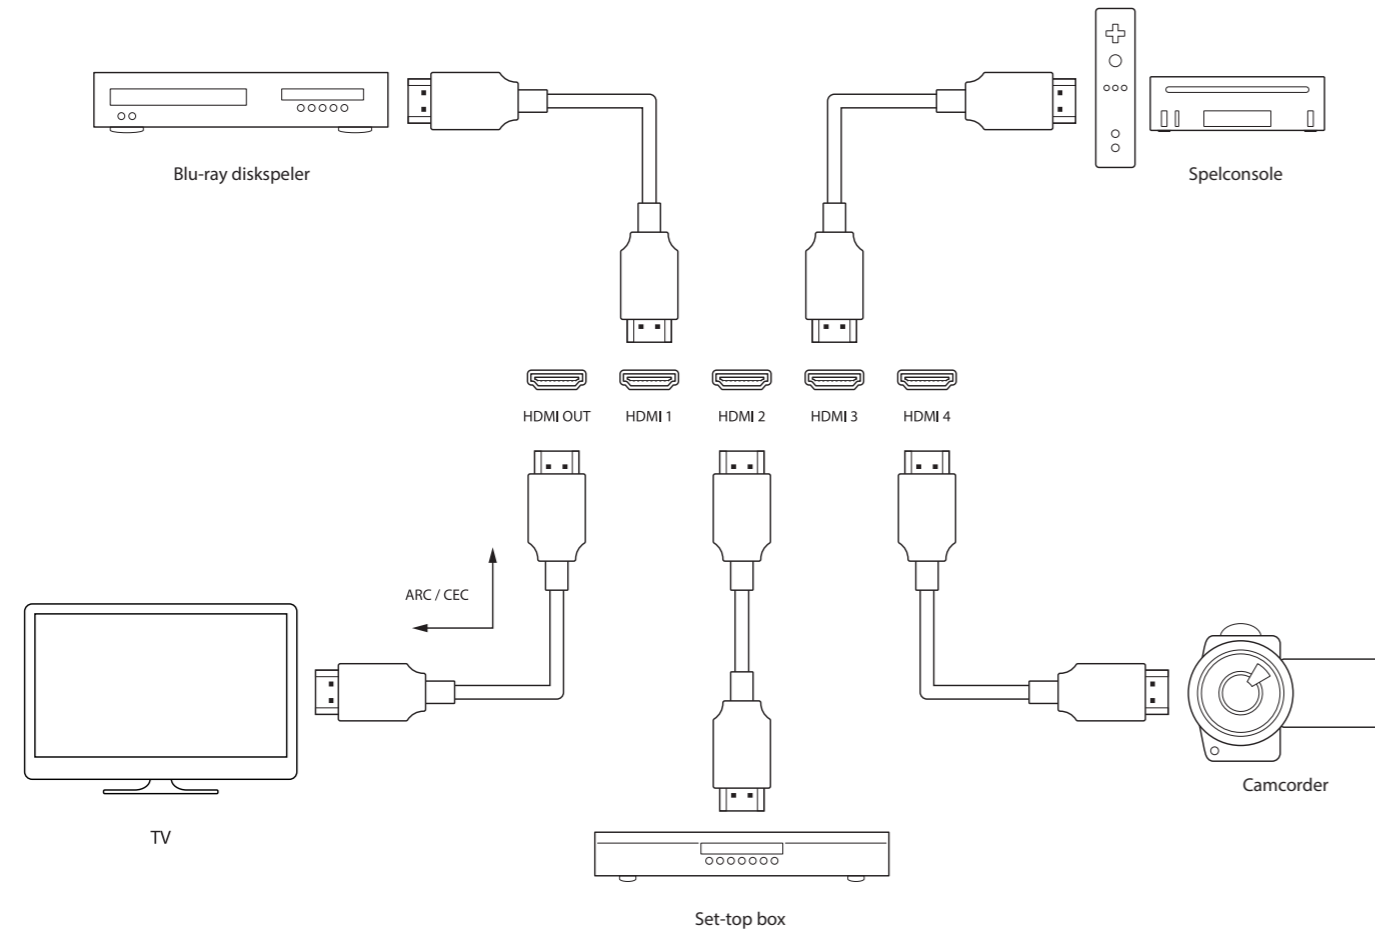 Blu-ray diskspeler
Spelconsole
HDMI OUT
HDMI 1
HDMI 2
HDMI 3
HDMI 4
ARC / CEC
TV
Camcorder
Set-top box